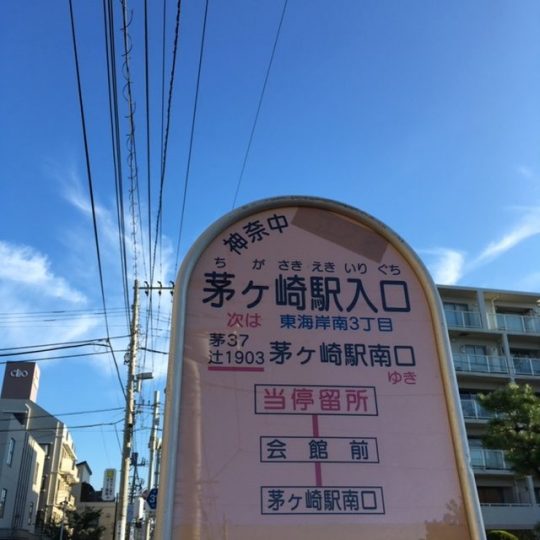 神奈中
ちがさきえきいりぐち
茅ヶ崎駅入口
次は 東海岸南3丁目
茅37
辻1903
茅ヶ崎駅南口
ゆき
当停留所
会館前
茅ヶ崎駅南口